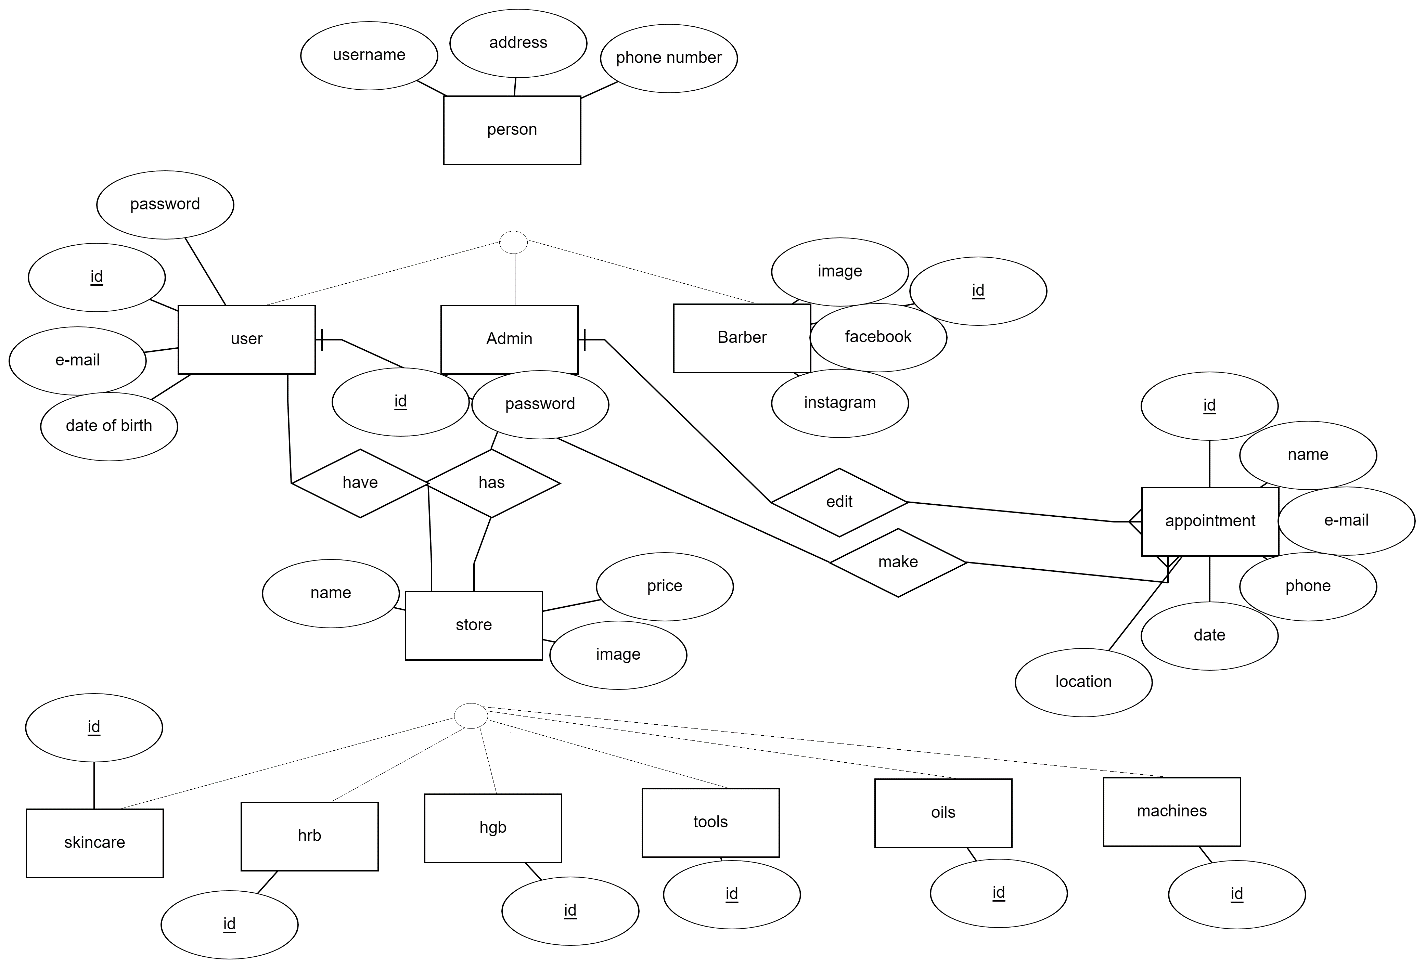 username
address
phone number
person
password
id
e-mail
date of birth
user
Admin
id
password
Barber
image
id
facebook
instagram
have
has
edit
make
id
name
appointment
e-mail
phone
date
location
name
store
price
image
id
skincare
hrb
id
hgb
id
tools
id
oils
id
machines
id